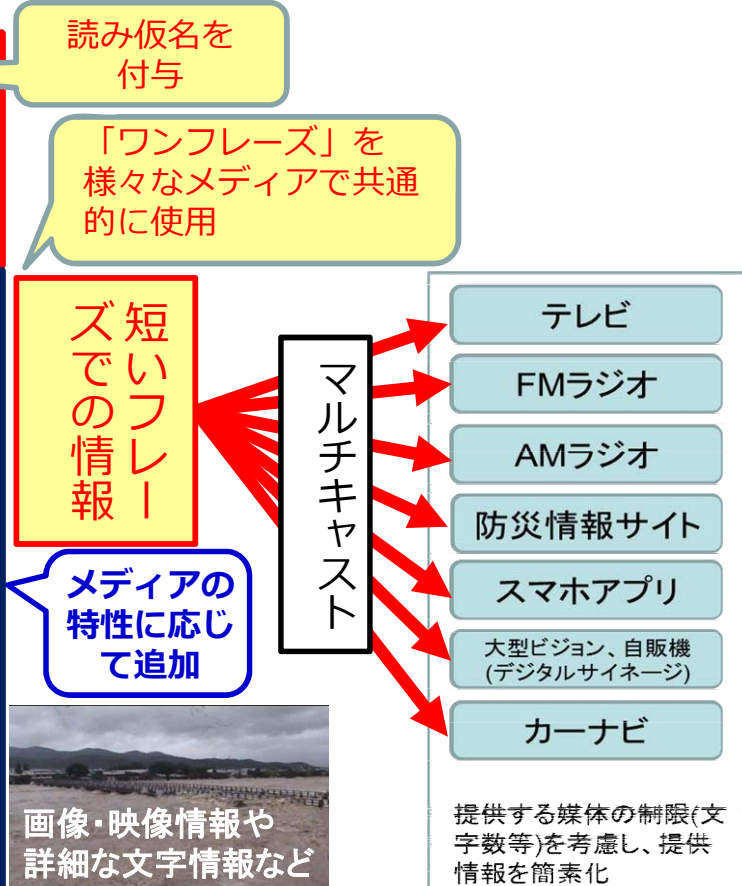 読み仮名を
付与
「ワンフレーズ」を
様々なメディアで共通
的に使用
短いフレー
ズでの情報
マルチキャスト
テレビ
FMラジオ
AMラジオ
防災情報サイト
スマホアプリ
大型ビジョン、自販機
(デジタルサイネージ)
カーナビ
メディアの
特性に応じ
て追加
画像・映像情報や
詳細な文字情報など
提供する媒体の制限(文
字数等)を考慮し、提供
情報を簡素化